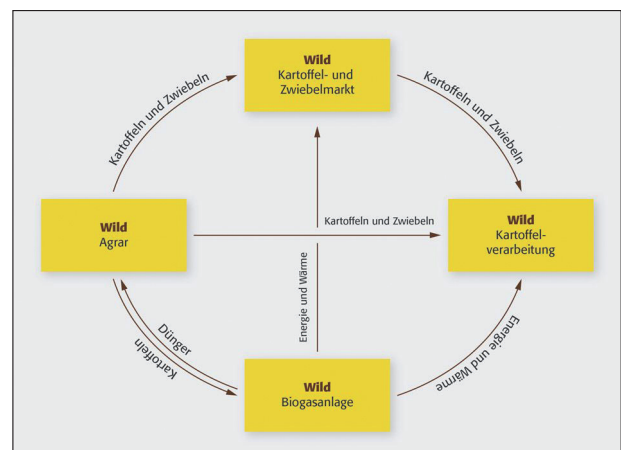 Wild
Kartoffel- und
Zwiebelmarkt
Kartoffeln und Zwiebeln
Kartoffeln und Zwiebeln
Wild
Agrar
Kartoffeln und Zwiebeln
Wild
Kartoffel-
verarbeitung
Energie und Wärme
Dünger
Kartoffeln
Energie und Wärme
Wild
Biogasanlage